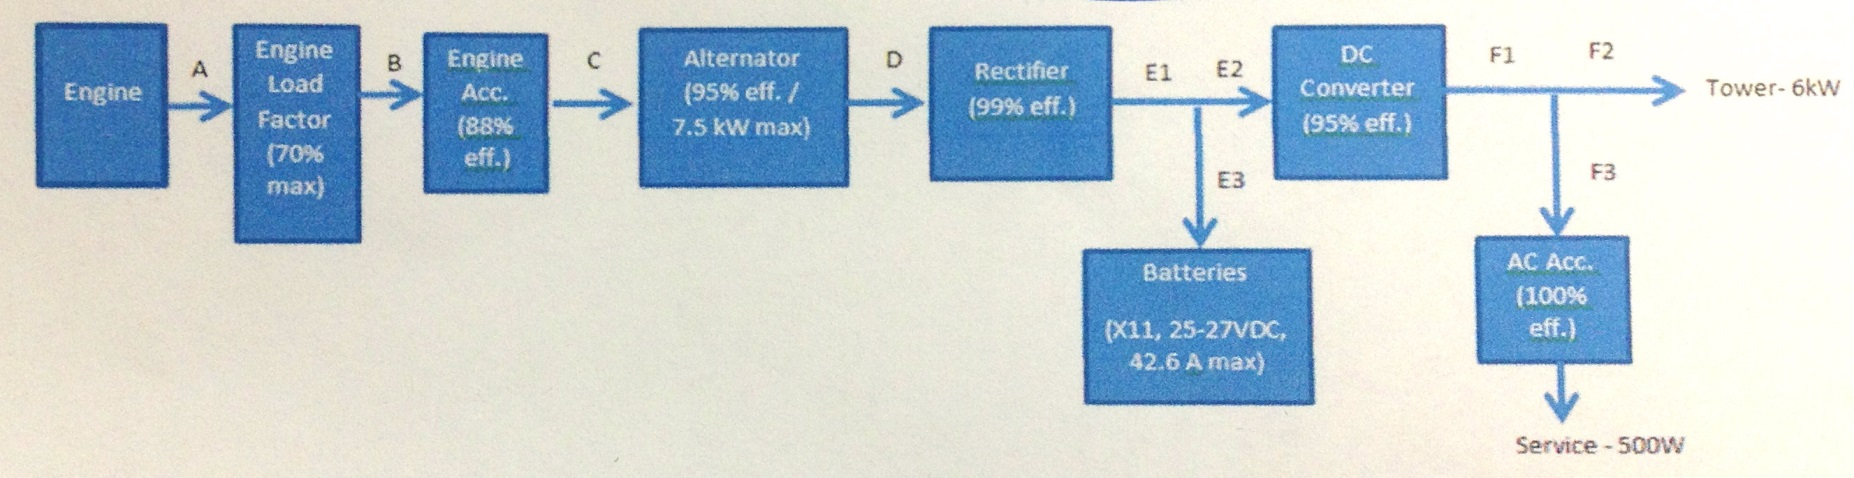 Engine
A
Engine
Load
Factor
(70%
max)
B
Engine
Acc.
(88%
eff.)
C
Alternator
(95% eff. /
7.5 kW max)
D
Rectifier
(99% eff.)
E1
E2
E3
Batteries
(X11, 25-27VDC,
42.6 A max)
DC
Converter
(95% eff.)
F1
F2
Tower- 6kW
F3
AC Acc.
(100%
eff.)
Service - 500W